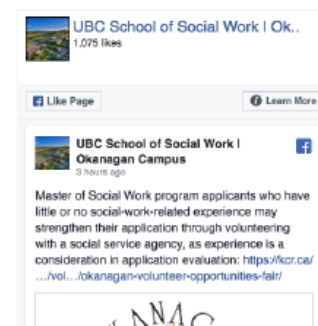 UBC School of Social Work | Ok..
1,075 likes
Like Page
Learn More
UBC School of Social Work |
Okanagan Campus
3 hours ago
Master of Social Work program applicants who have
little or no social-work-related experience may
strengthen their application through volunteering
with a social service agency, as experience is a
consideration in application evaluation: https://kcr.ca/
…/vol…/okanagan-volunteer-opportunities-fair/
ANAG